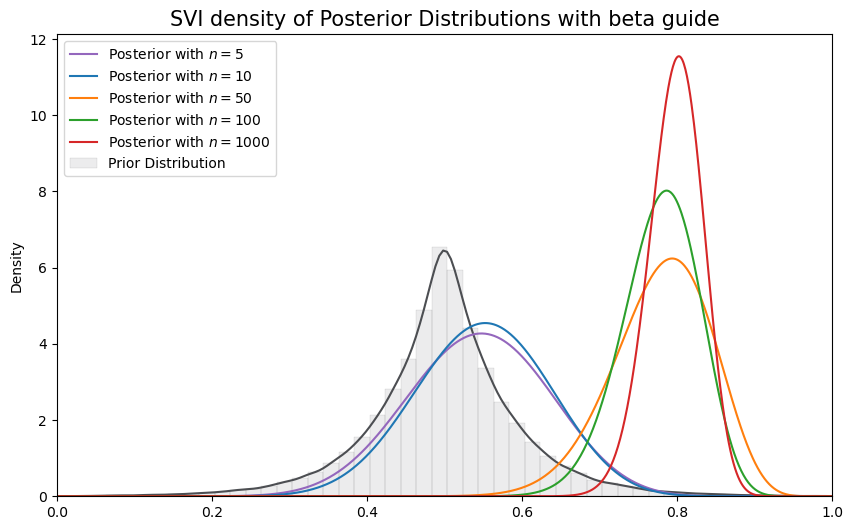 SVI density of Posterior Distributions with beta guide
Posterior with n = 5
Posterior with n = 10
Posterior with n = 50
Posterior with n = 100
Posterior with n = 1000
Prior Distribution
Density
12
10
8
6
4
2
0
0.0 0.2 0.4 0.6 0.8 1.0